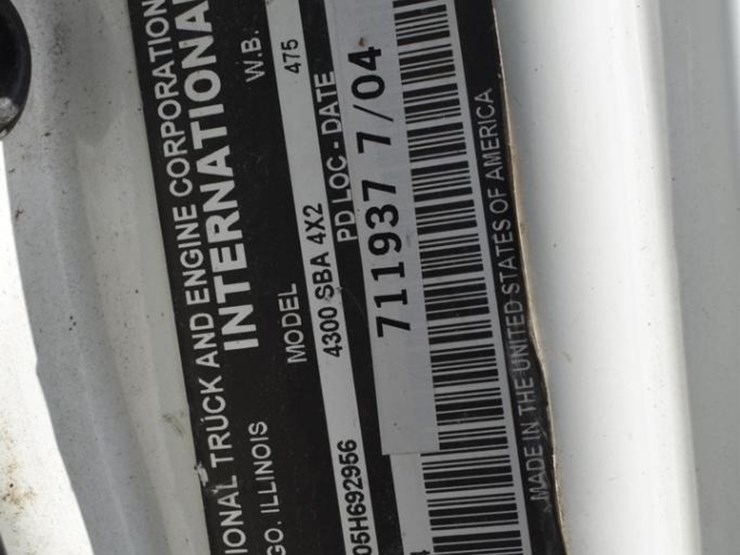 IONAL TRUCK AND ENGINE CORPORATION
GO. ILLINOIS INTERNATIONAL
MODEL W.B.
05H692956 4300 SBA 4X2 475
PD LOC - DATE
711937 7/04
MADE IN THE UNITED STATES OF AMERICA